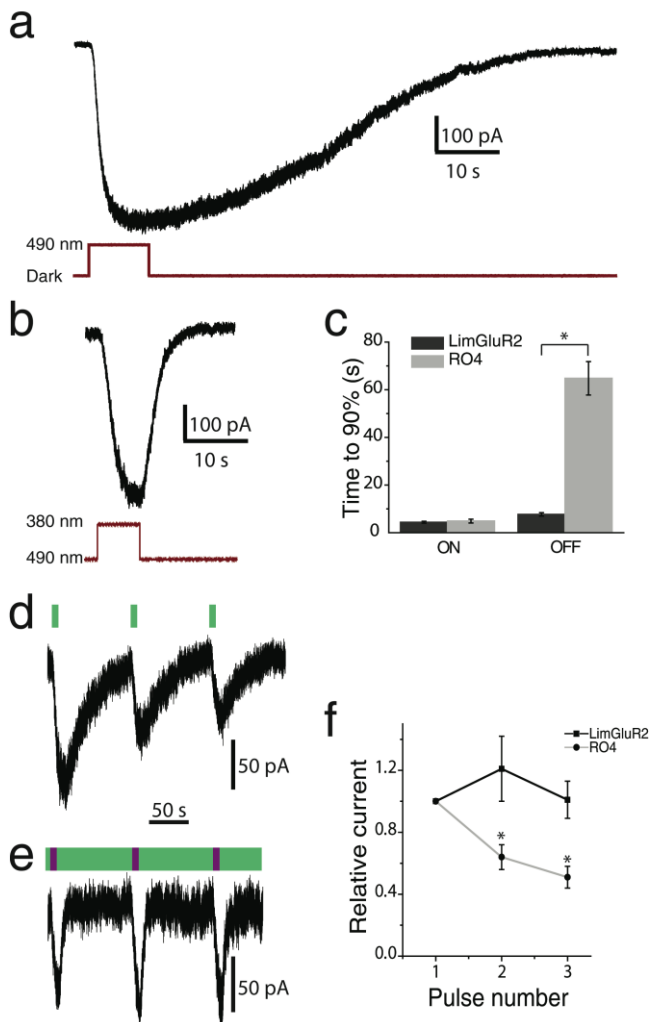 a
100 pA
10 s
490 nm
Dark
b
100 pA
10 s
380 nm
490 nm
c
LimGluR2
RO4
*
80
60
40
20
0
Time to 90% (s)
ON
OFF
d
50 pA
50 s
e
50 pA
f
LimGluR2
RO4
1.2
0.8
0.4
0.0
Relative current
*
*
1
2
3
Pulse number